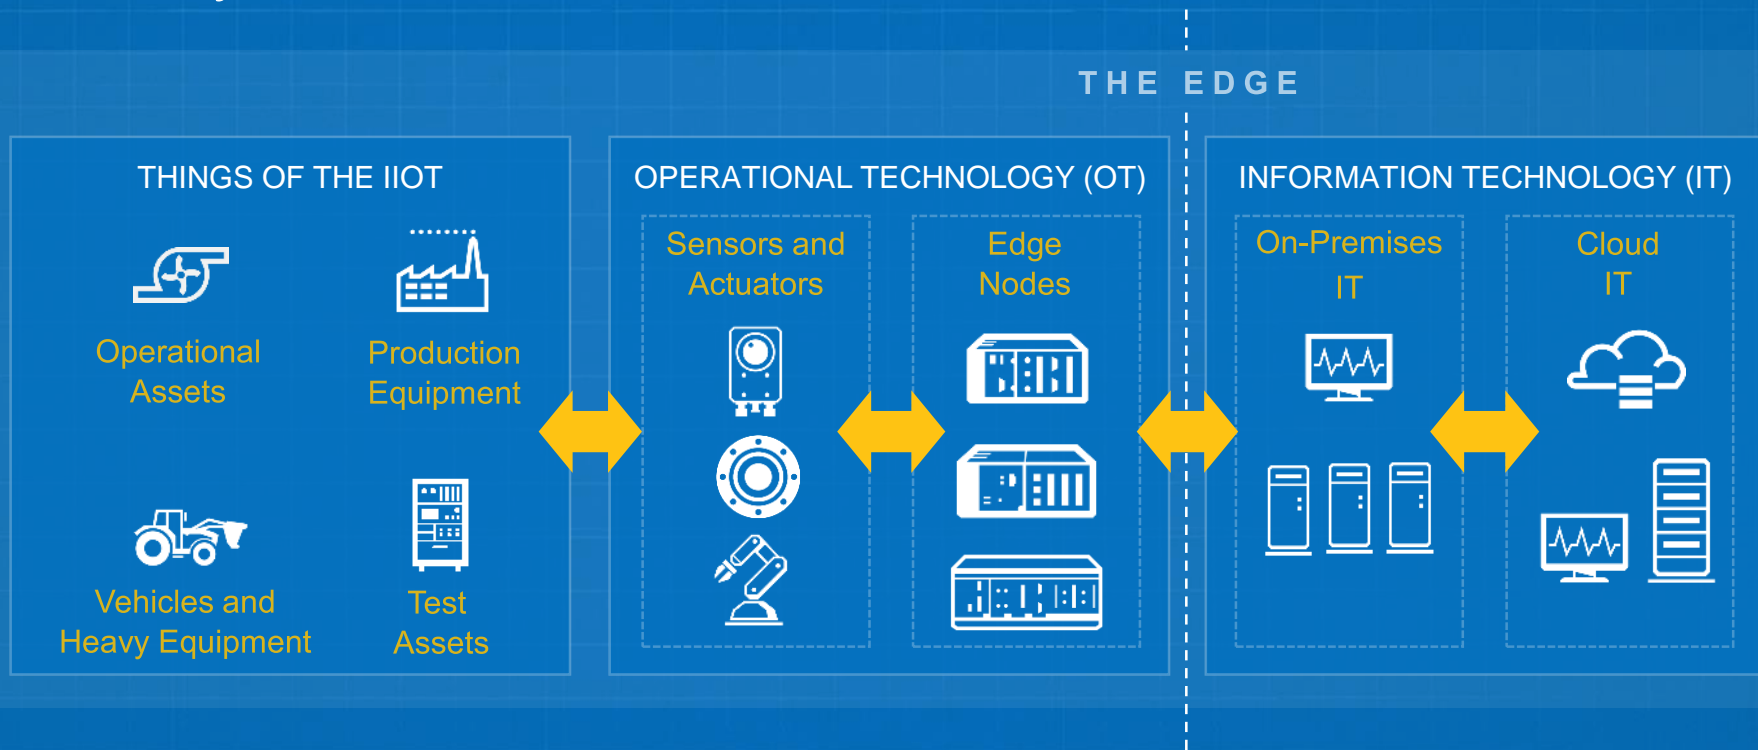 THE EDGE
THINGS OF THE IIOT
Operational
Assets
Production
Equipment
Vehicles and
Heavy Equipment
Test
Assets
OPERATIONAL TECHNOLOGY (OT)
Sensors and
Actuators
Edge
Nodes
INFORMATION TECHNOLOGY (IT)
On-Premises
IT
Cloud
IT